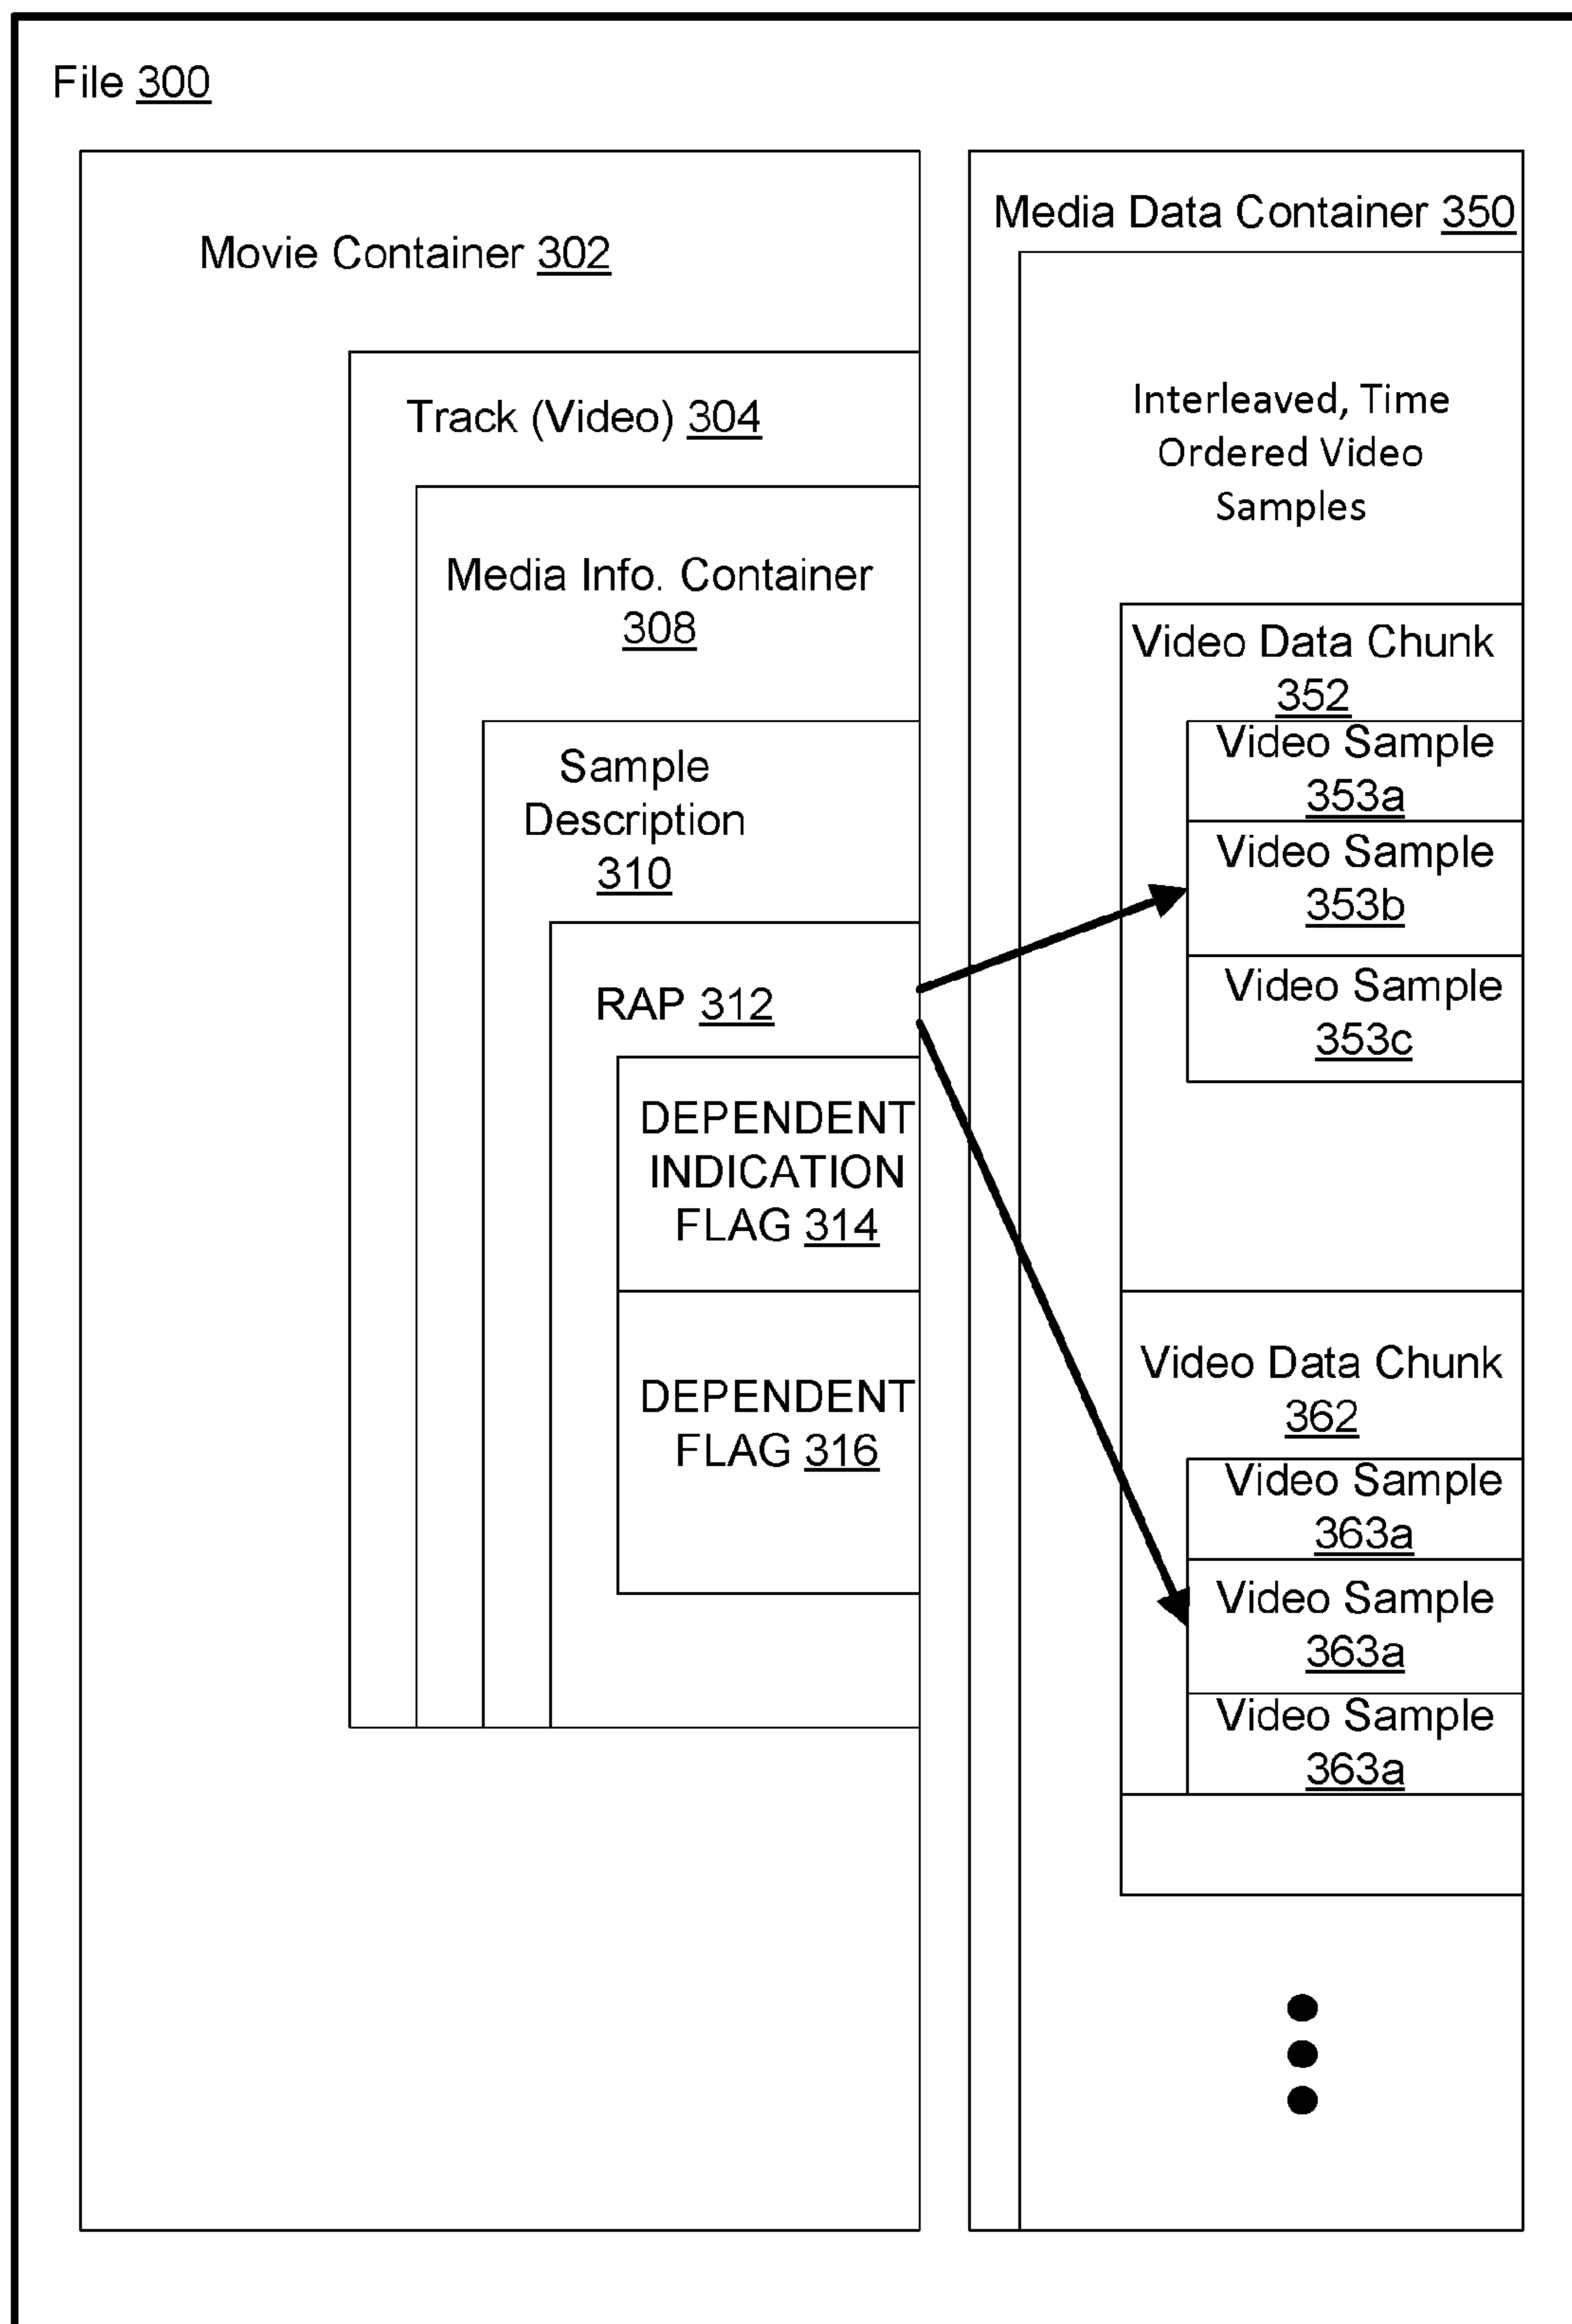 File 300
Movie Container 302
Track (Video) 304
Media Info. Container
308
Sample
Description
310
RAP 312
DEPENDENT
INDICATION
FLAG 314
DEPENDENT
FLAG 316
Media Data Container 350
Interleaved, Time
Ordered Video
Samples
Video Data Chunk
352
Video Sample
353a
Video Sample
353b
Video Sample
353c
Video Data Chunk
362
Video Sample
363a
Video Sample
363a
Video Sample
363a